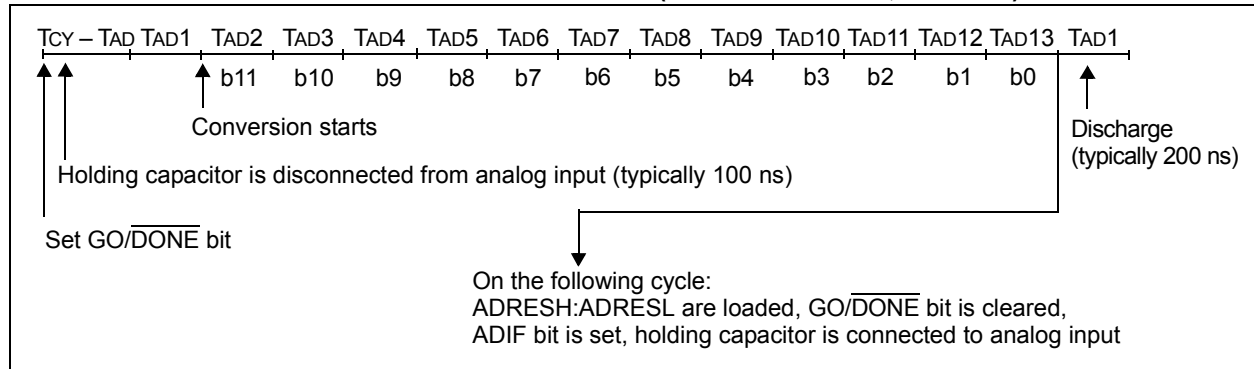 TCY – TAD TAD1 TAD2 TAD3 TAD4 TAD5 TAD6 TAD7 TAD8 TAD9 TAD10 TAD11 TAD12 TAD13 TAD1
b11 b10 b9 b8 b7 b6 b5 b4 b3 b2 b1 b0
Conversion starts
Discharge
(typically 200 ns)
Holding capacitor is disconnected from analog input (typically 100 ns)
Set GO/DONE bit
On the following cycle:
ADRESH:ADRESL are loaded, GO/DONE bit is cleared,
ADIF bit is set, holding capacitor is connected to analog input